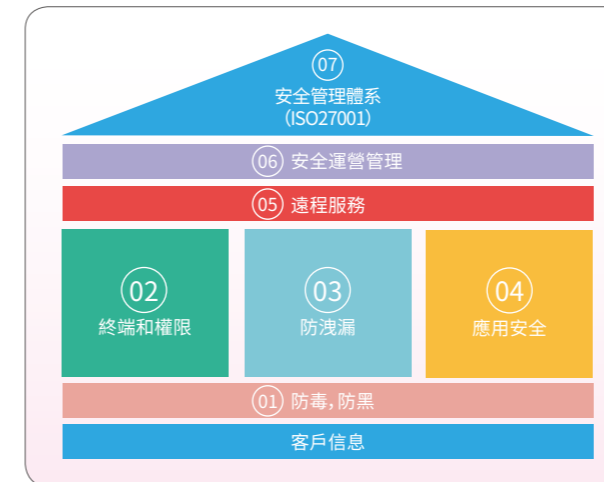 07
安全管理體系
(ISO27001)
06 安全運營管理
05 遠程服務
02
終端和權限
03
防洩漏
04
應用安全
01 防毒,防黑
客戶信息